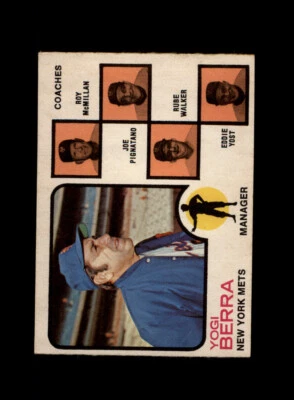 COACHES
ROY
McMILLAN
JOE
PIGNATANO
RUBE
WALKER
EDDIE
YOST
YOGI
BERRA
NEW YORK METS
MANAGER